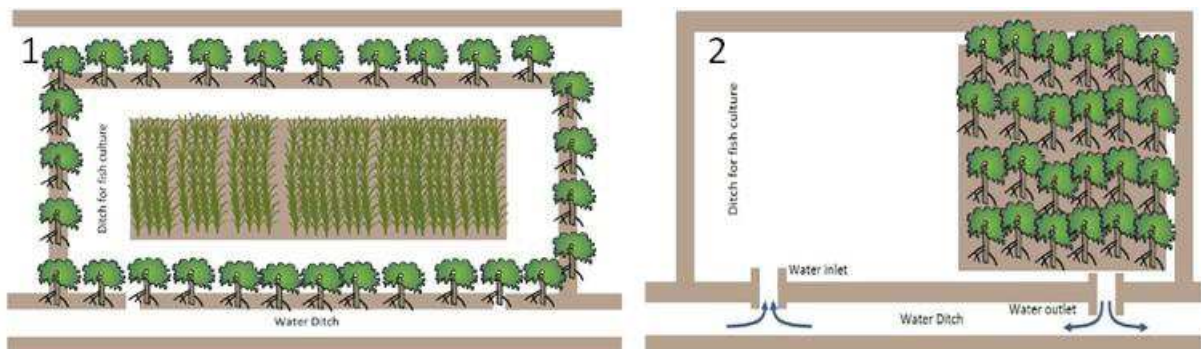 1
Ditch for fish culture
Water Ditch
2
Ditch for fish culture
Water inlet
Water outlet
Water Ditch